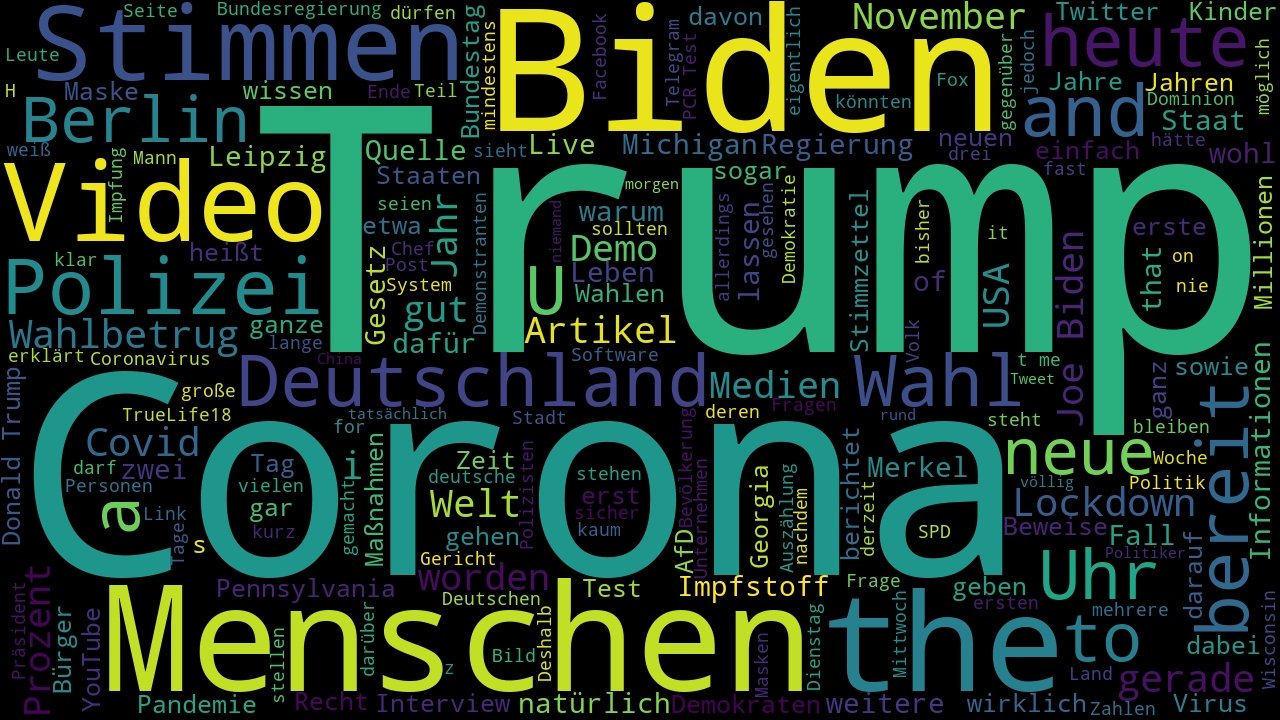 Seite
Bundesregierung
dürfen
Stimmen
Biden
davon
November
Twitter
Kinder
Leute
heute
H
Maske
wissen
Ende
Teil
Bundestag
mindestens
Facebook
Telegram
PCR Test
eigentlich
könnten
Fox
gegenüber
jedoch
Jahre
Jahren
möglich
Berlin
and
Dominion
Staat
weiß
Mann
Leipzig
Quelle
sieht
Live
Michigan
Regierung
neuen
drei
einfach
hätte
wohl
Impfung
Trump
Staaten
morgen
sogar
fast
Video
seien
etwa
Jahr
Demonstranten
niemand
warum
sollten
lassen
allerdings
gesehen
Demokratie
bisher
it
erste
klar
heißt
Chef
Post
System
Demo
Leben
Wahlen
U
Stimmzettel
of
USA
that
on
nie
Millionen
Polizei
Gesetz
gut
Joe Biden
Wahlbetrug
ganze
lange
dafür
Artikel
Volk
erklärt
Coronavirus
China
Software
t me
Tweet
ganz
sowie
Informationen
große
Deutschland
Medien
Wahl
Donald Trump
TrueLife18
tatsächlich
Stadt
deren
Fragen
rund
steht
bleiben
bereit
Covid
for
Corona
neue
darf
zwei
Tag
i
Maßnahmen
Zeit
deutsche
stehen
Bevölkerung
Unternehmen
Georgia
Auszählung
nachdem
berichtet
Merkel
derzeit
völlig
Woche
Politik
Personen
vielen
a
Link
gar
kurz
gemacht
Welt
Polizisten
erst
sicher
kaum
AfD
SPD
Lockdown
Beweise
Fall
Politiker
Tage
s
gehen
Gericht
Uhr
darauf
Prozent
Präsident
Bürger
YouTube
Menschen
Pennsylvania
worden
Deutschen
Test
Impfstoff
Frage
geben
ersten
mehrere
the
to
dabei
Wisconsin
stellen
darüber
z
Bild
Deshalb
Masken
Dienstag
Mittwoch
Land
gerade
Pandemie
Recht
Interview
natürlich
Demokraten
weitere
wirklich
Zahlen
Virus